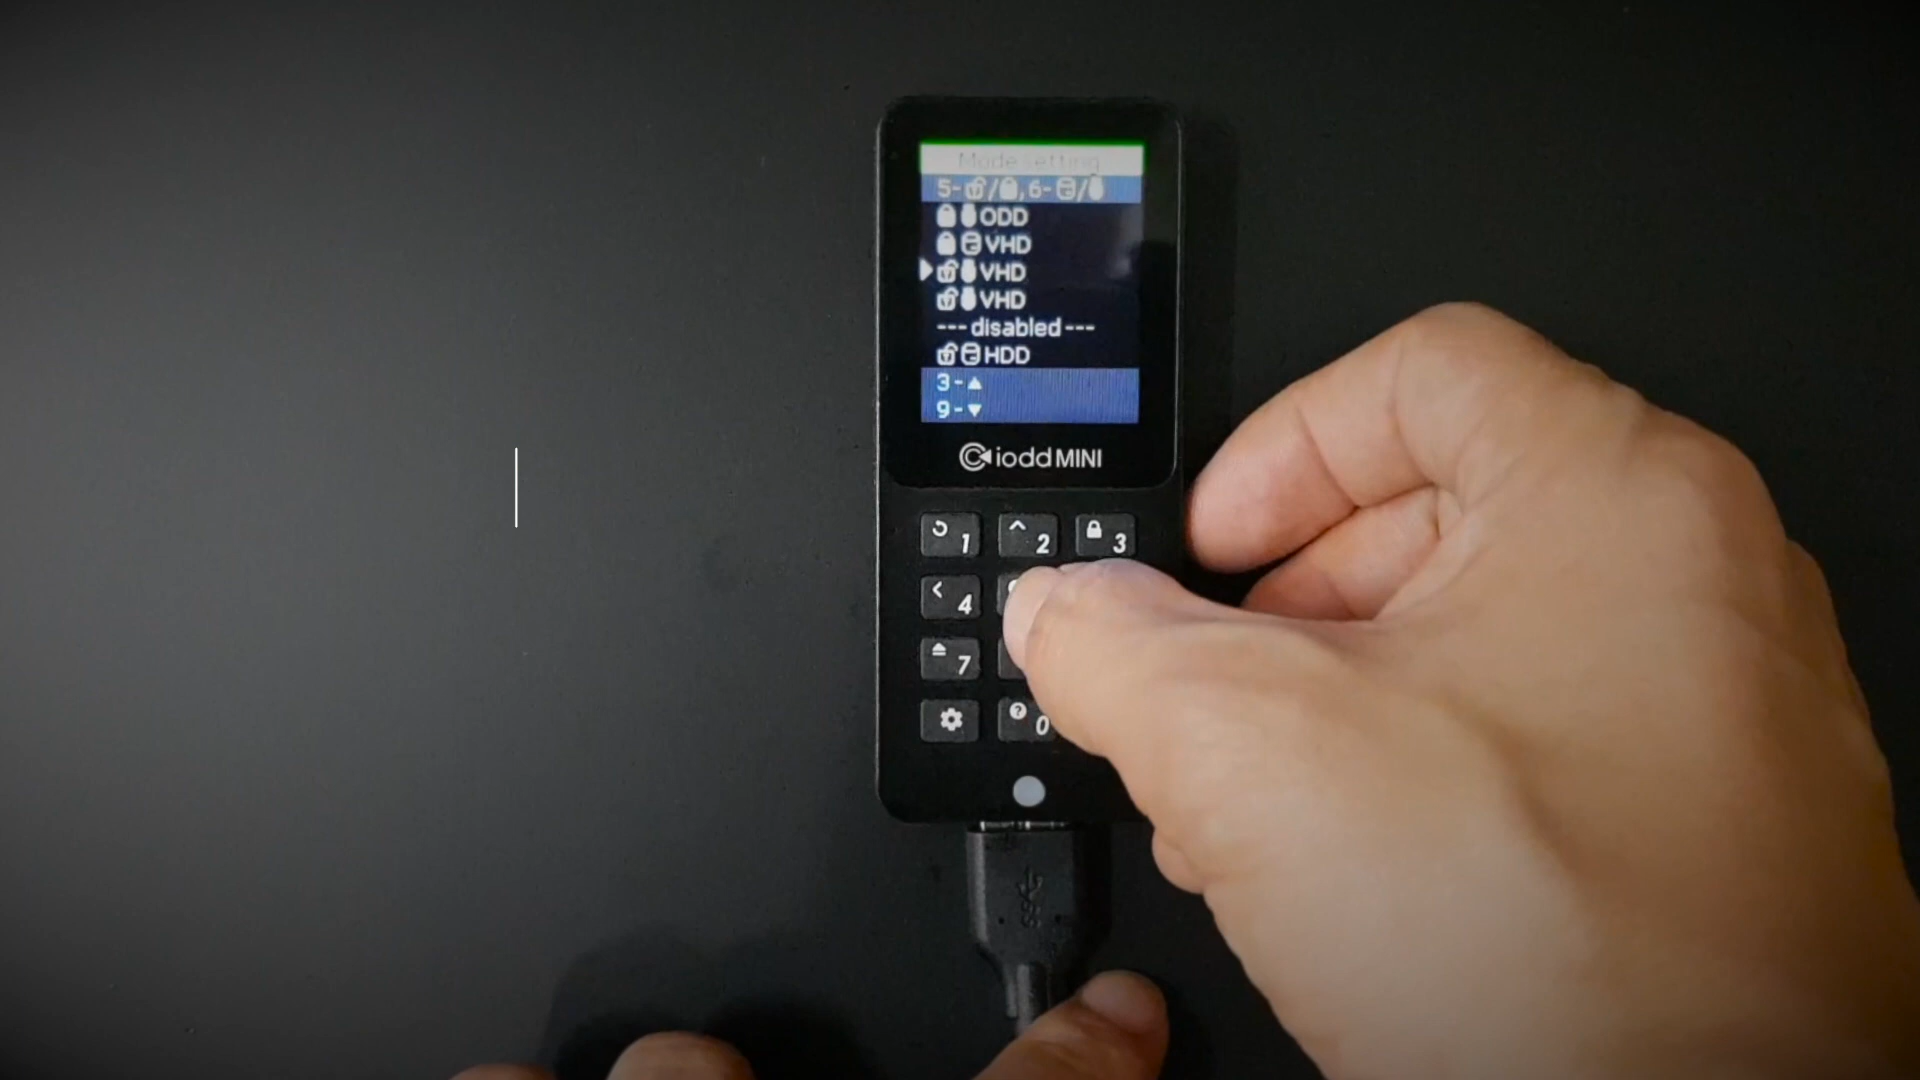 Mode setting
5- / , 6- /
ODD
VHD
VHD
VHD
--- disabled ---
HDD
3-▲
9-▼
iodd MINI
1 2 3
4
7
0